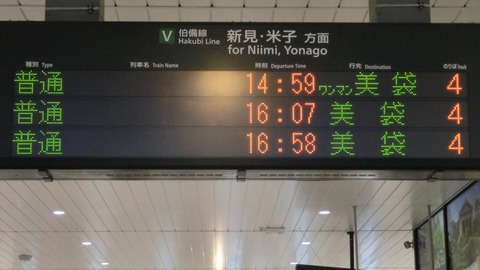 V 伯備線 新見・米子 方面
Hakubi Line for Niimi, Yonago
種別 Type 列車名 Train Name 時刻 Departure Time 行先 Destination のりば Track
普通 14:59 ワンマン 美袋 4
普通 16:07 美袋 4
普通 16:58 美袋 4